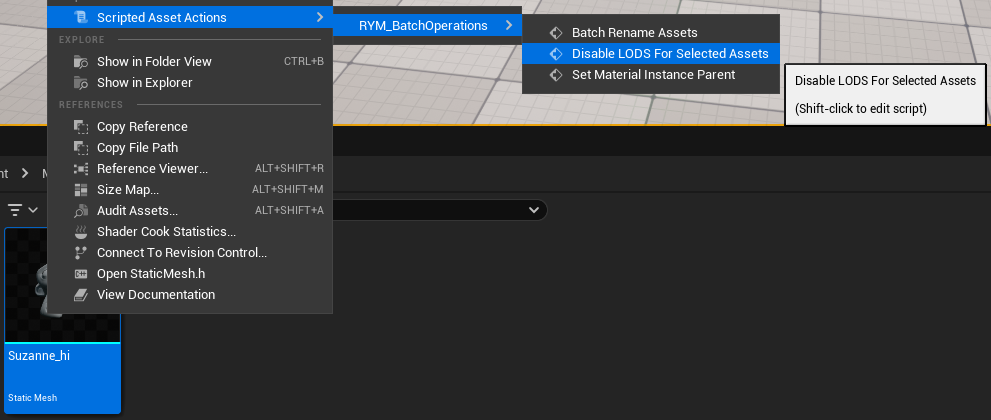 Scripted Asset Actions
RYM_BatchOperations
Batch Rename Assets
Disable LODS For Selected Assets
Set Material Instance Parent
Disable LODS For Selected Assets
(Shift-click to edit script)
EXPLORE
Show in Folder View CTRL+B
Show in Explorer
REFERENCES
Copy Reference
Copy File Path
Reference Viewer... ALT+SHIFT+R
Size Map... ALT+SHIFT+M
Audit Assets... ALT+SHIFT+A
Shader Cook Statistics...
Connect To Revision Control...
Open StaticMesh.h
View Documentation
Suzanne_hi
Static Mesh